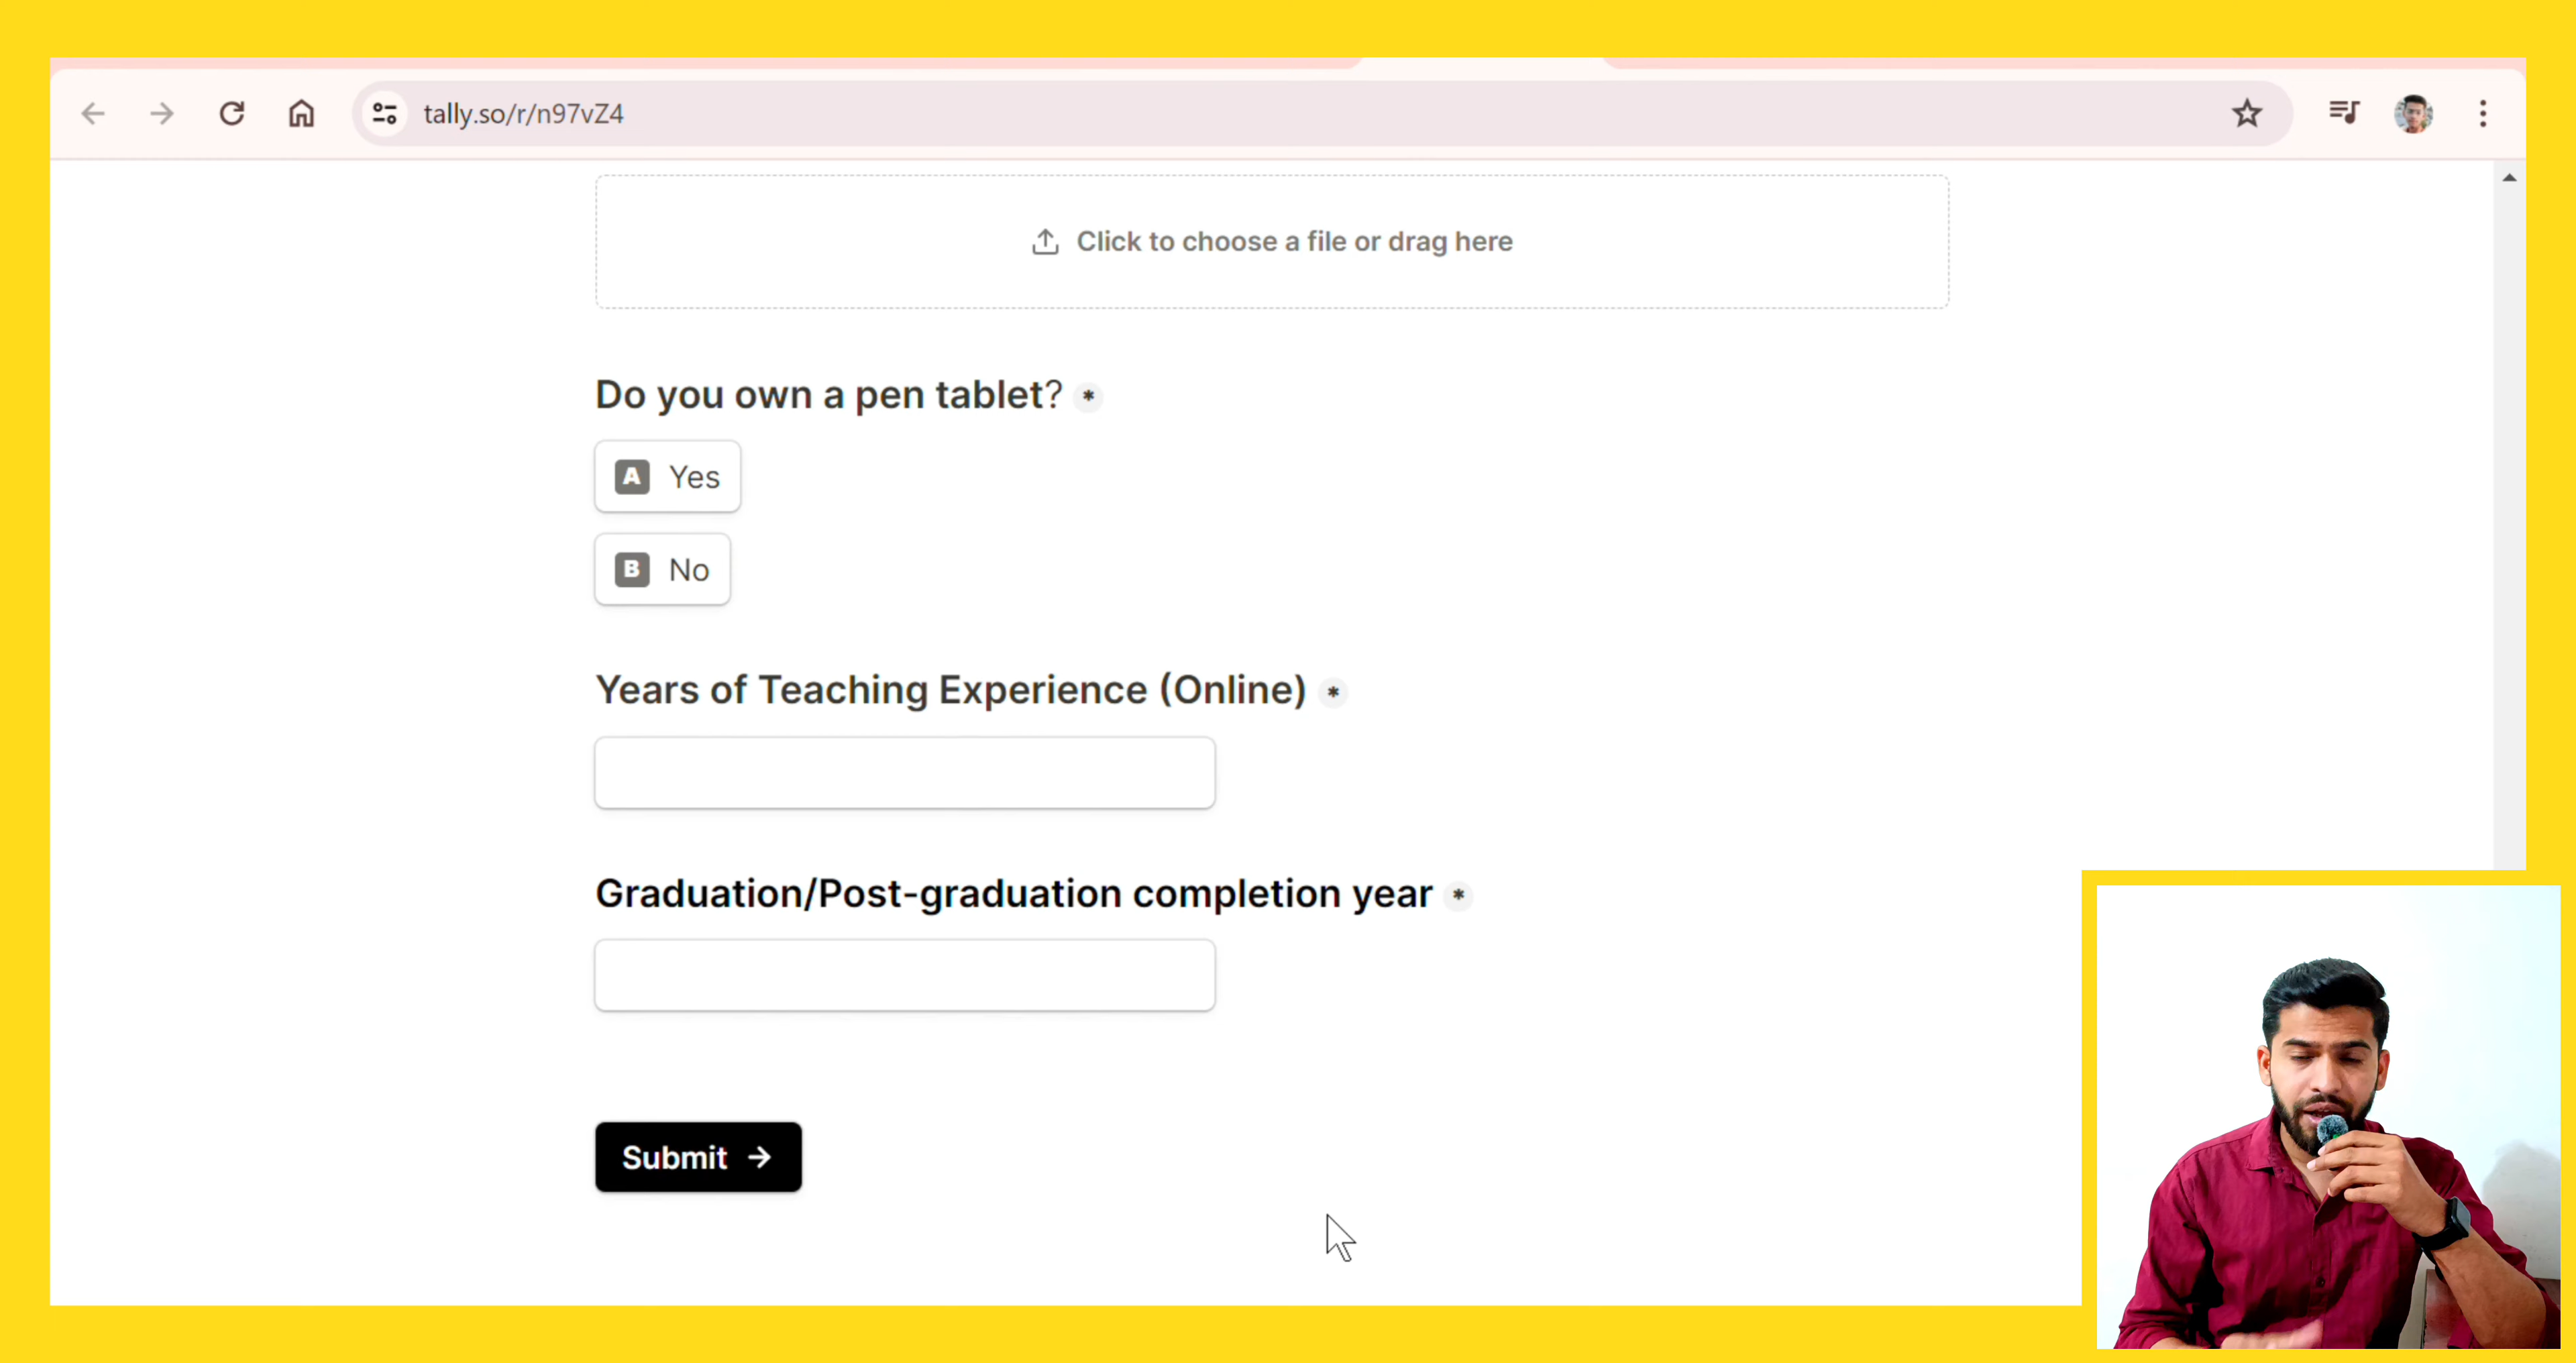 tally.so/r/n97vZ4
Click to choose a file or drag here
Do you own a pen tablet? *
A Yes
B No
Years of Teaching Experience (Online) *
Graduation/Post-graduation completion year *
Submit →